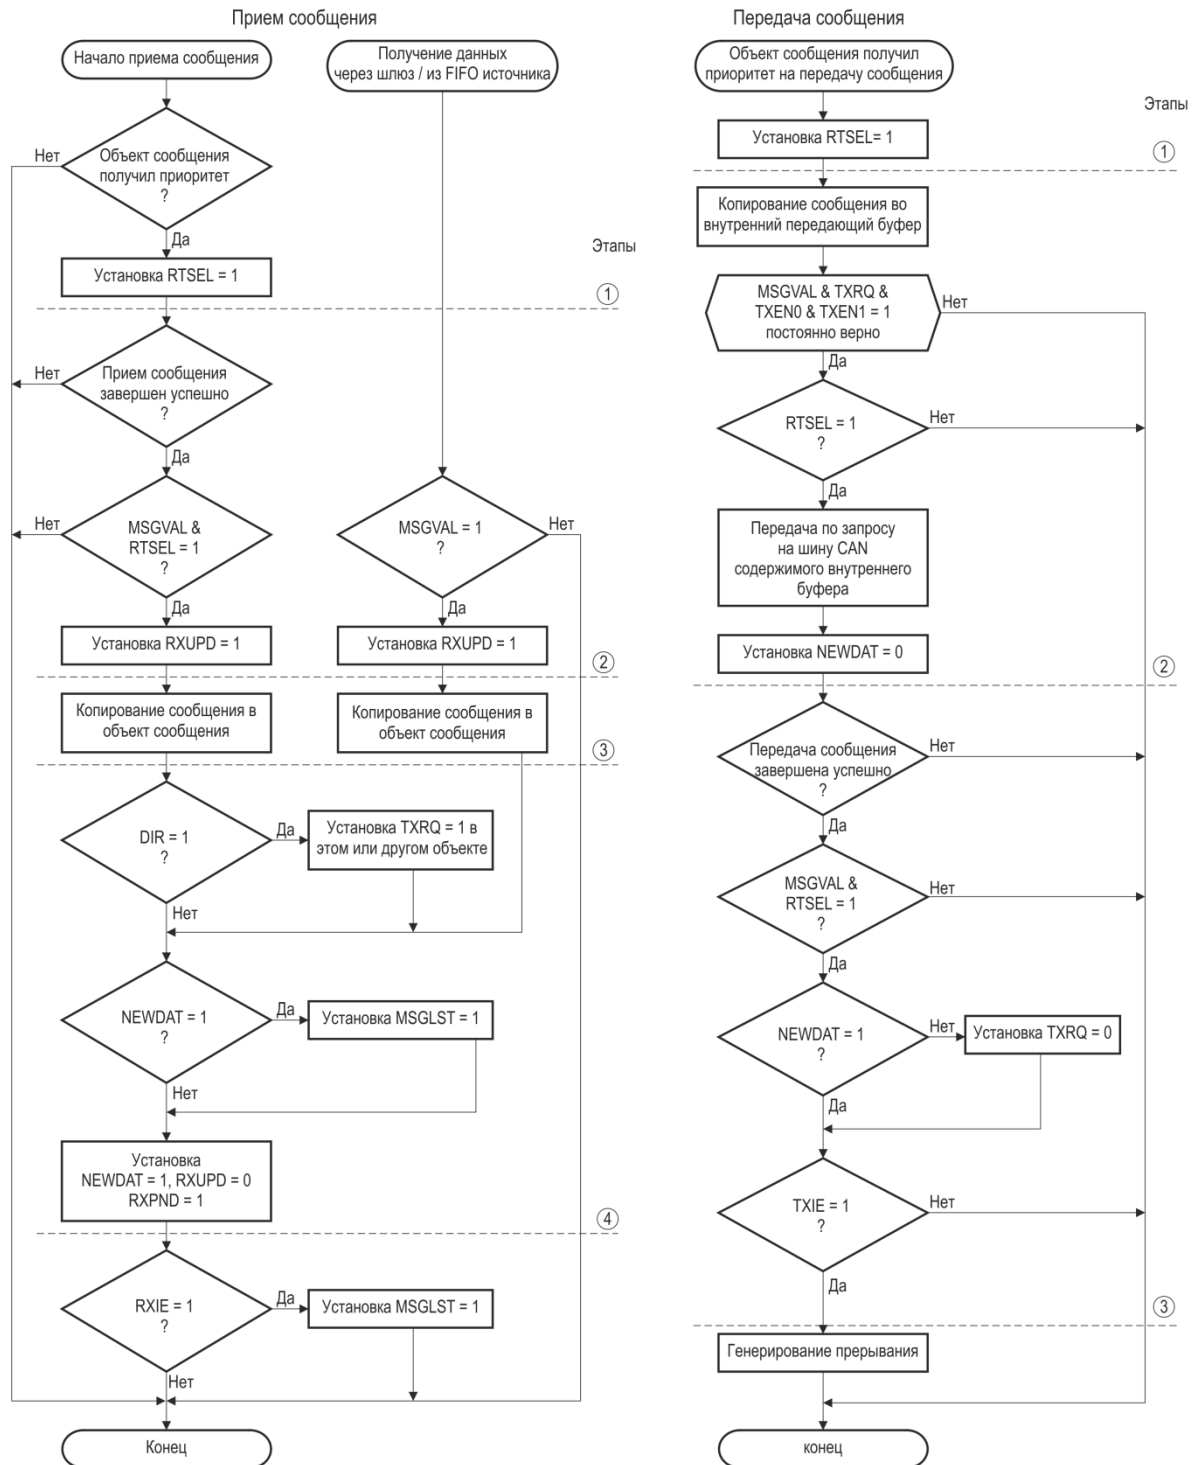 Прием сообщения
Начало приема сообщения
Получение данных
через шлюз / из FIFO источника
Объект сообщения
получил приоритет
?
Нет
Да
Установка RTSEL = 1
Этапы
1
Прием сообщения
завершен успешно
?
Нет
Да
MSGVAL &
RTSEL = 1
?
Нет
Да
MSGVAL = 1
?
Нет
Да
Установка RXUPD = 1
Установка RXUPD = 1
2
Копирование сообщения в
объект сообщения
Копирование сообщения в
объект сообщения
3
DIR = 1
?
Да
Установка TXRQ = 1 в
этом или другом объекте
Нет
NEWDAT = 1
?
Да
Установка MSGLST = 1
Нет
Установка
NEWDAT = 1, RXUPD = 0
RXPND = 1
4
RXIE = 1
?
Да
Установка MSGLST = 1
Нет
Конец
Передача сообщения
Объект сообщения получил
приоритет на передачу сообщения
Этапы
Установка RTSEL= 1
1
Копирование сообщения во
внутренний передающий буфер
MSGVAL & TXRQ &
TXEN0 & TXEN1 = 1
постоянно верно
Нет
Да
RTSEL = 1
?
Нет
Да
Передача по запросу
на шину CAN
содержимого внутреннего
буфера
Установка NEWDAT = 0
2
Передача сообщения
завершена успешно
?
Нет
Да
MSGVAL &
RTSEL = 1
?
Нет
Да
NEWDAT = 1
?
Нет
Установка TXRQ = 0
Да
TXIE = 1
?
Нет
Да
3
Генерирование прерывания
конец